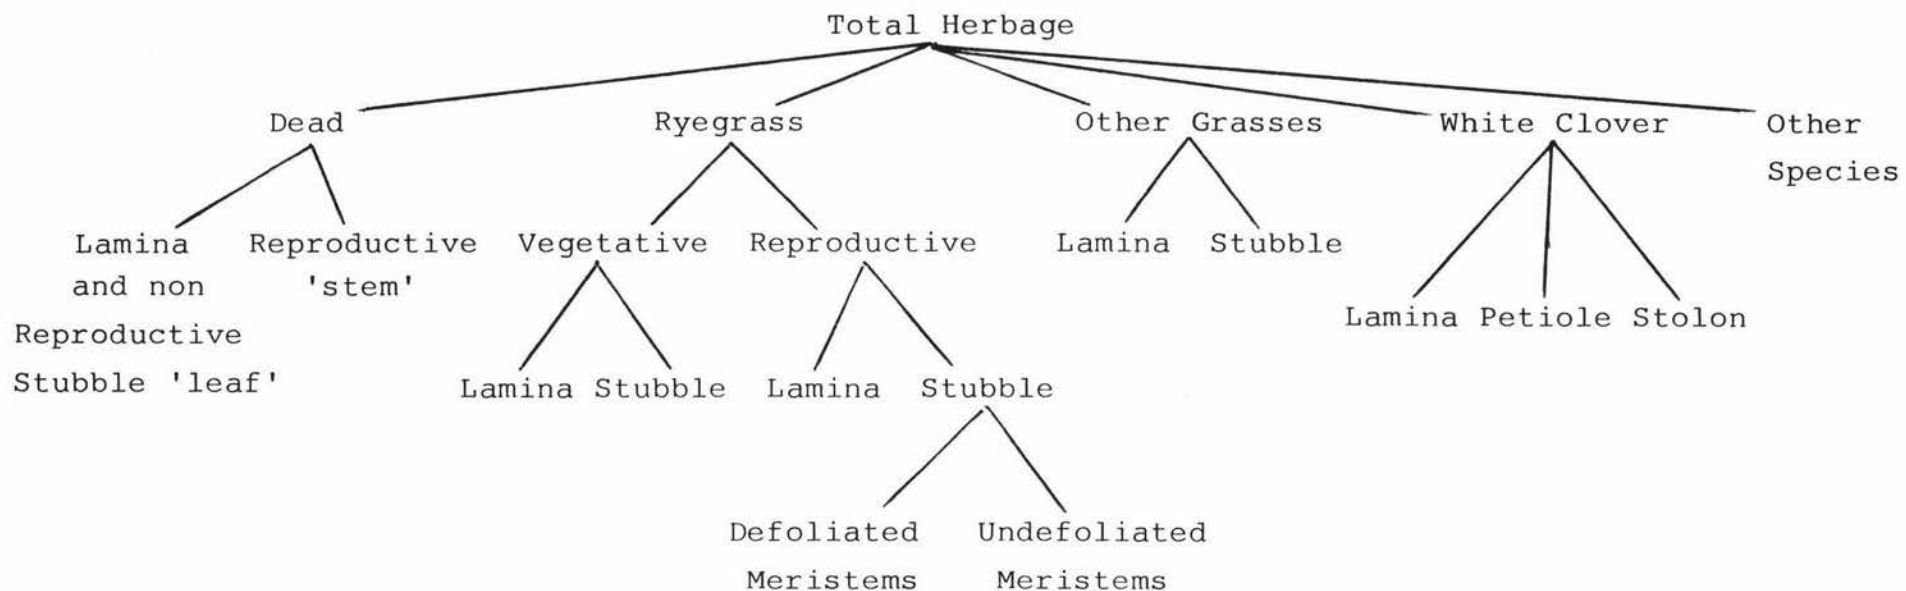 Total Herbage
Dead Ryegrass Other Grasses White Clover Other
Species
Lamina Reproductive Vegetative Reproductive Lamina Stubble
and non 'stem'
Reproductive
Stubble 'leaf'
Lamina Petiole Stolon
Lamina Stubble Lamina Stubble
Defoliated Undefoliated
Meristems Meristems